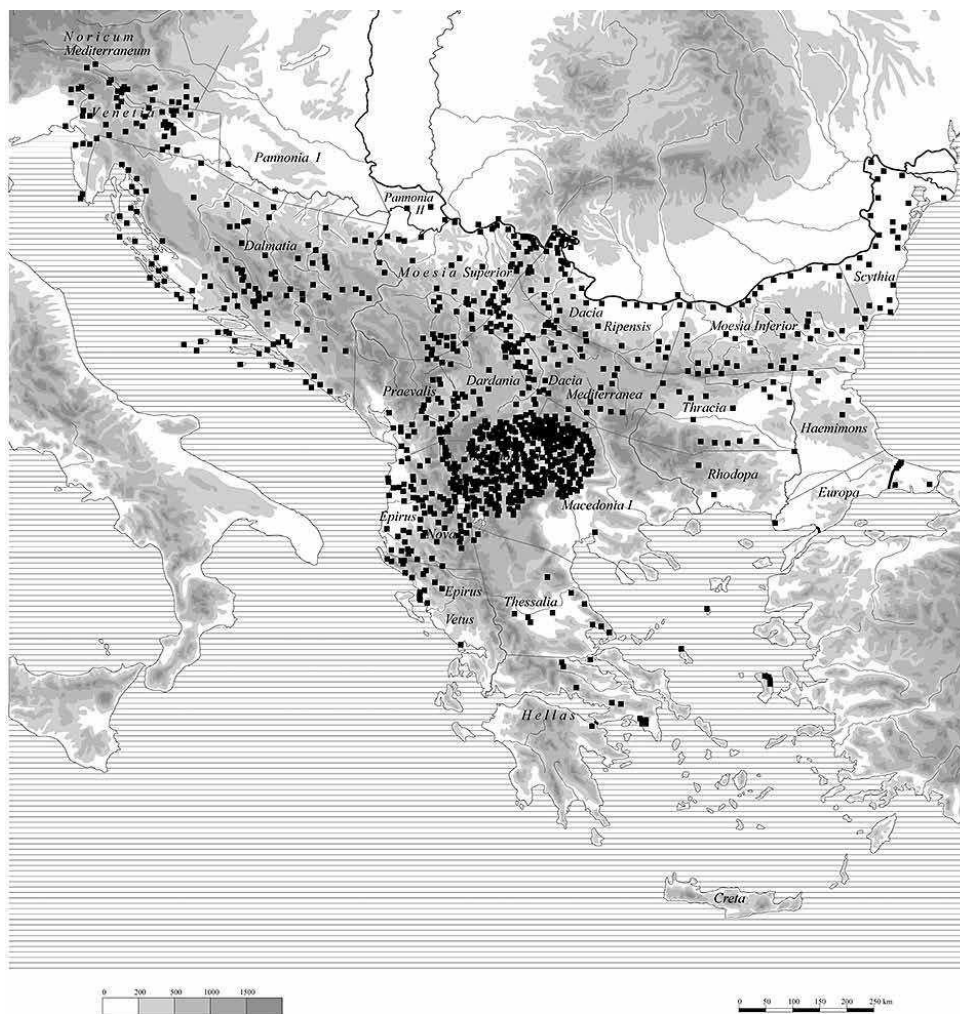 Noricum
Mediterraneum
Venetia
Pannonia I
Pannonia
II
Dalmatia
Moesia Superior
Scythia
Dacia
Ripensis
Moesia Inferior
Dardania
Dacia
Praevalis
Mediterranea
Thracia
Haemimons
Rhodopa
Europa
Macedonia I
Epirus
Nova
Epirus
Thessalia
Vetus
Hellas
Creta
0 200 500 1000 1500
0 50 100 150 200 250 km